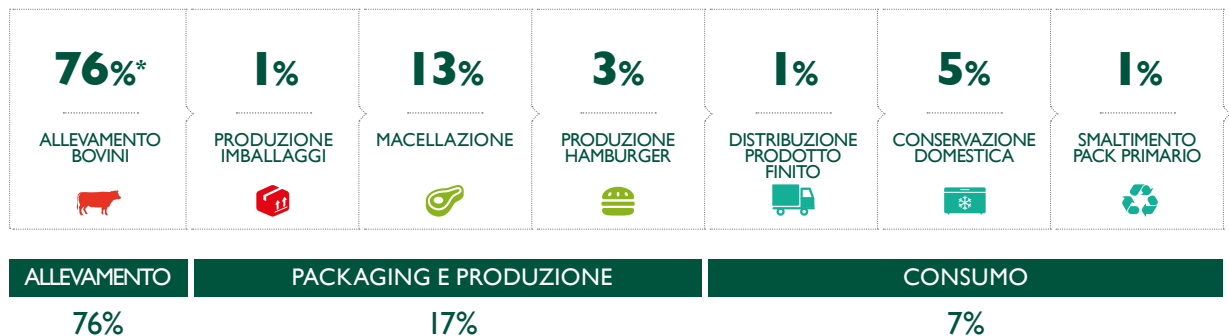 76%*
ALLEVAMENTO
BOVINI
1%
PRODUZIONE
IMBALLAGGI
13%
MACELLAZIONE
3%
PRODUZIONE
HAMBURGER
1%
DISTRIBUZIONE
PRODOTTO
FINITO
5%
CONSERVAZIONE
DOMESTICA
1%
SMALTIMENTO
PACK PRIMARIO
ALLEVAMENTO
76%
PACKAGING E PRODUZIONE
17%
CONSUMO
7%